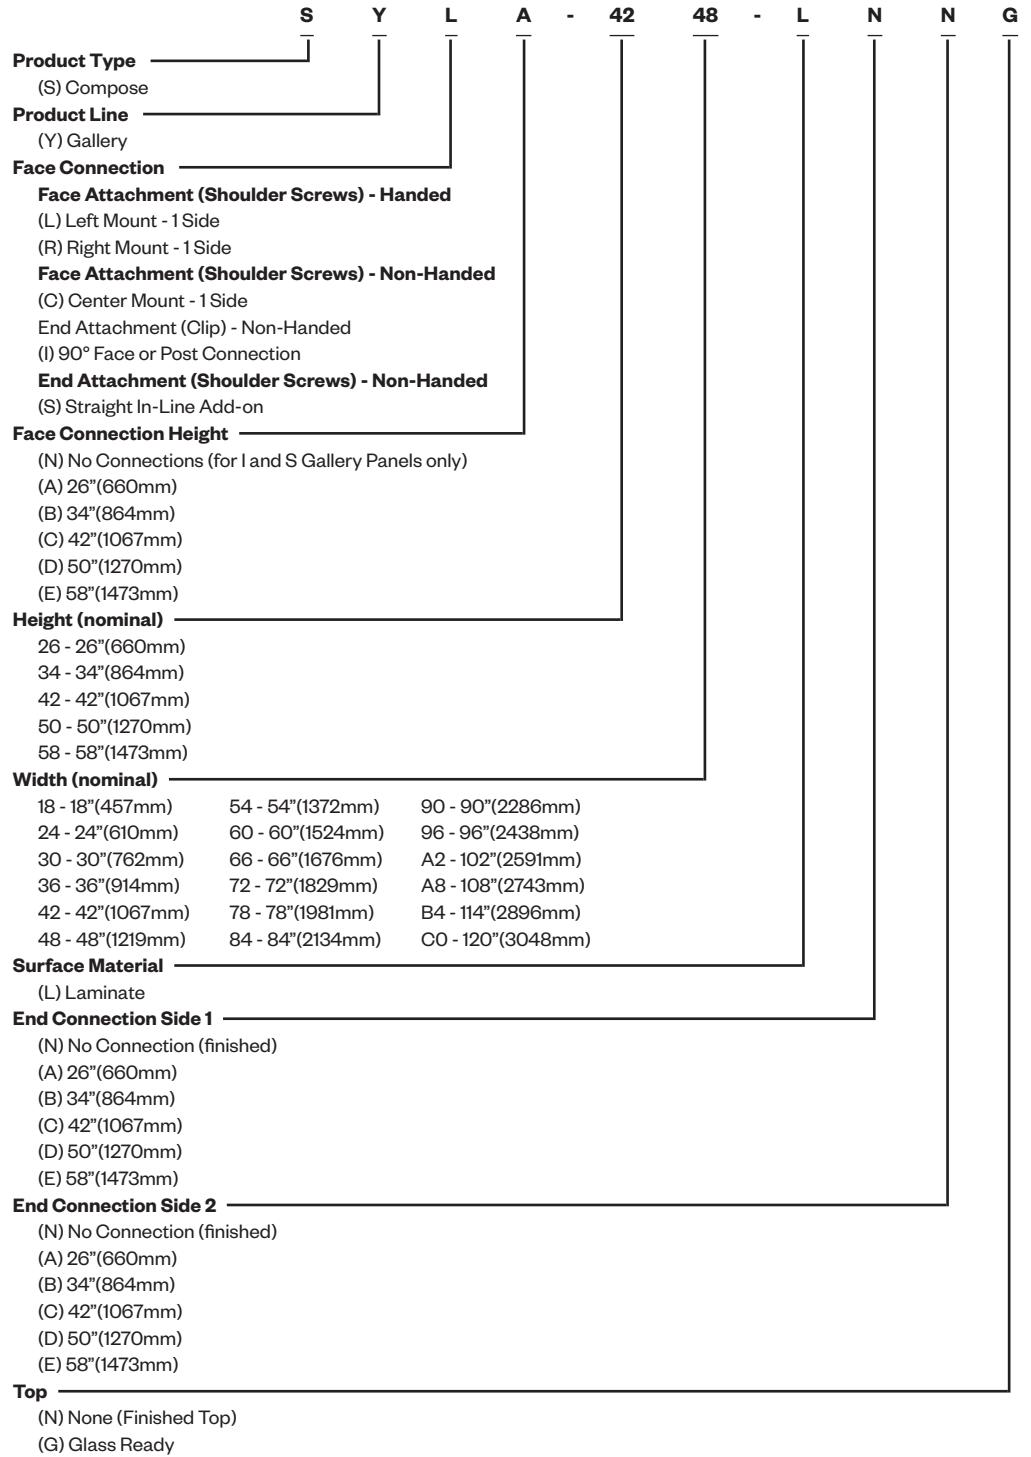 S Y L A - 42 48 - L N N G
Product Type
(S) Compose
Product Line
(Y) Gallery
Face Connection
Face Attachment (Shoulder Screws) - Handed
(L) Left Mount - 1 Side
(R) Right Mount - 1 Side
Face Attachment (Shoulder Screws) - Non-Handed
(C) Center Mount - 1 Side
End Attachment (Clip) - Non-Handed
(I) 90° Face or Post Connection
End Attachment (Shoulder Screws) - Non-Handed
(S) Straight In-Line Add-on
Face Connection Height
(N) No Connections (for I and S Gallery Panels only)
(A) 26”(660mm)
(B) 34”(864mm)
(C) 42”(1067mm)
(D) 50”(1270mm)
(E) 58”(1473mm)
Height (nominal)
26 - 26”(660mm)
34 - 34”(864mm)
42 - 42”(1067mm)
50 - 50”(1270mm)
58 - 58”(1473mm)
Width (nominal)
18 - 18”(457mm) 54 - 54”(1372mm) 90 - 90”(2286mm)
24 - 24”(610mm) 60 - 60”(1524mm) 96 - 96”(2438mm)
30 - 30”(762mm) 66 - 66”(1676mm) A2 - 102”(2591mm)
36 - 36”(914mm) 72 - 72”(1829mm) A8 - 108”(2743mm)
42 - 42”(1067mm) 78 - 78”(1981mm) B4 - 114”(2896mm)
48 - 48”(1219mm) 84 - 84”(2134mm) C0 - 120”(3048mm)
Surface Material
(L) Laminate
End Connection Side 1
(N) No Connection (finished)
(A) 26”(660mm)
(B) 34”(864mm)
(C) 42”(1067mm)
(D) 50”(1270mm)
(E) 58”(1473mm)
End Connection Side 2
(N) No Connection (finished)
(A) 26”(660mm)
(B) 34”(864mm)
(C) 42”(1067mm)
(D) 50”(1270mm)
(E) 58”(1473mm)
Top
(N) None (Finished Top)
(G) Glass Ready